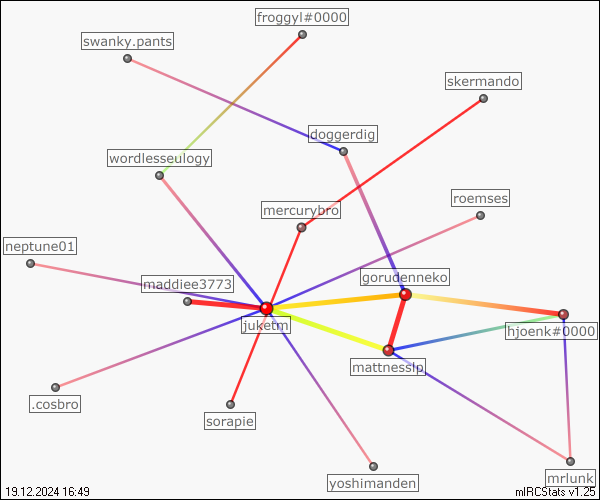 froggyl#0000
swanky.pants
skermando
doggerdig
wordlesseulogy
roemses
mercurybro
neptune01
gorudenneko
maddiee3773
juketm
hjoenk#0000
mattnesslp
.cosbro
sorapie
yoshimanden
mrlunk
19.12.2024 16:49
mIRCStats v1.25